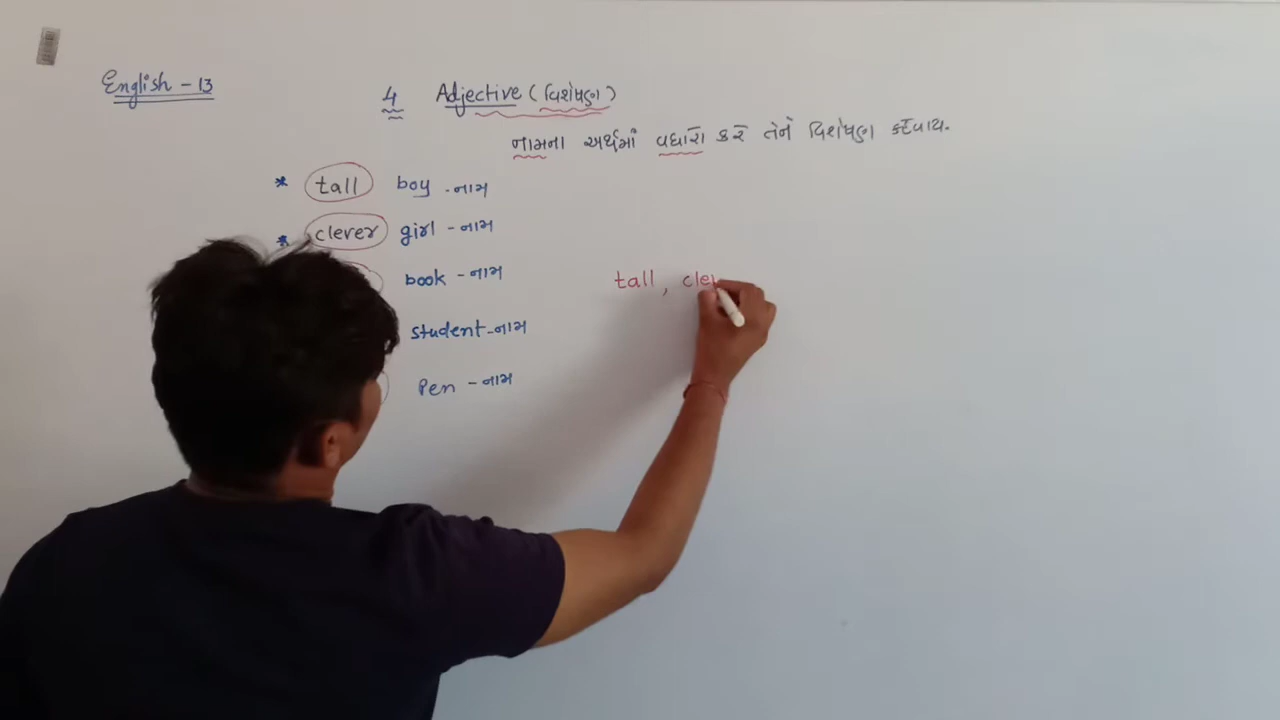 English - 13
4 Adjective (વિશેષણ)
નામના અર્થમાં વધારો કરે તેને વિશેષણ કહેવાય.
* tall boy - નામ
* clever girl - નામ
book - નામ
tall, cle
student - નામ
Pen - નામ